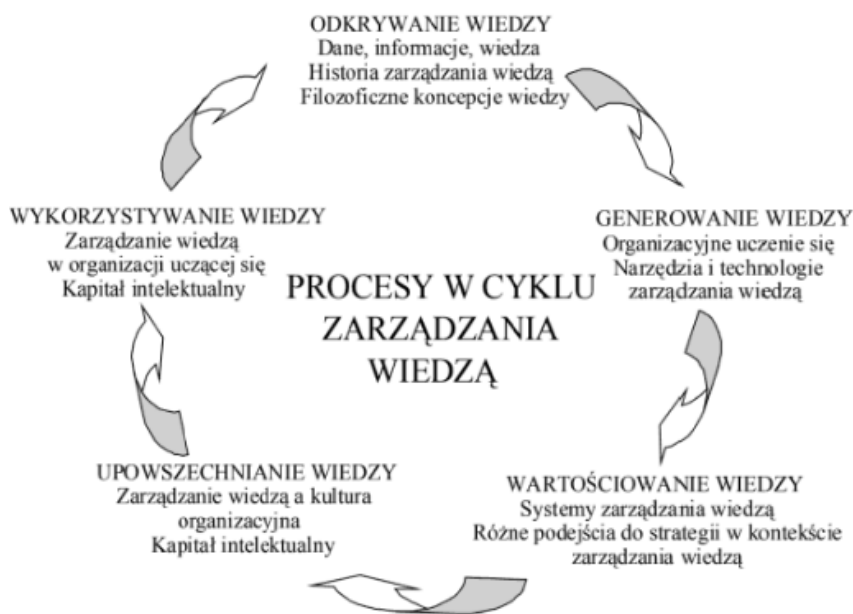 ODKRYWANIE WIEDZY
Dane, informacje, wiedza
Historia zarządzania wiedzą
Filozoficzne koncepcje wiedzy
GENEROWANIE WIEDZY
Organizacyjne uczenie się
Narzędzia i technologie
zarządzania wiedzą
WARTOŚCIOWANIE WIEDZY
Systemy zarządzania wiedzą
Różne podejścia do strategii w kontekście
zarządzania wiedzą
UPOWSZECHNIANIE WIEDZY
Zarządzanie wiedzą a kultura
organizacyjna
Kapitał intelektualny
WYKORZYSTYWANIE WIEDZY
Zarządzanie wiedzą
w organizacji uczącej się
Kapitał intelektualny
PROCESY W CYKLU
ZARZĄDZANIA
WIEDZĄ